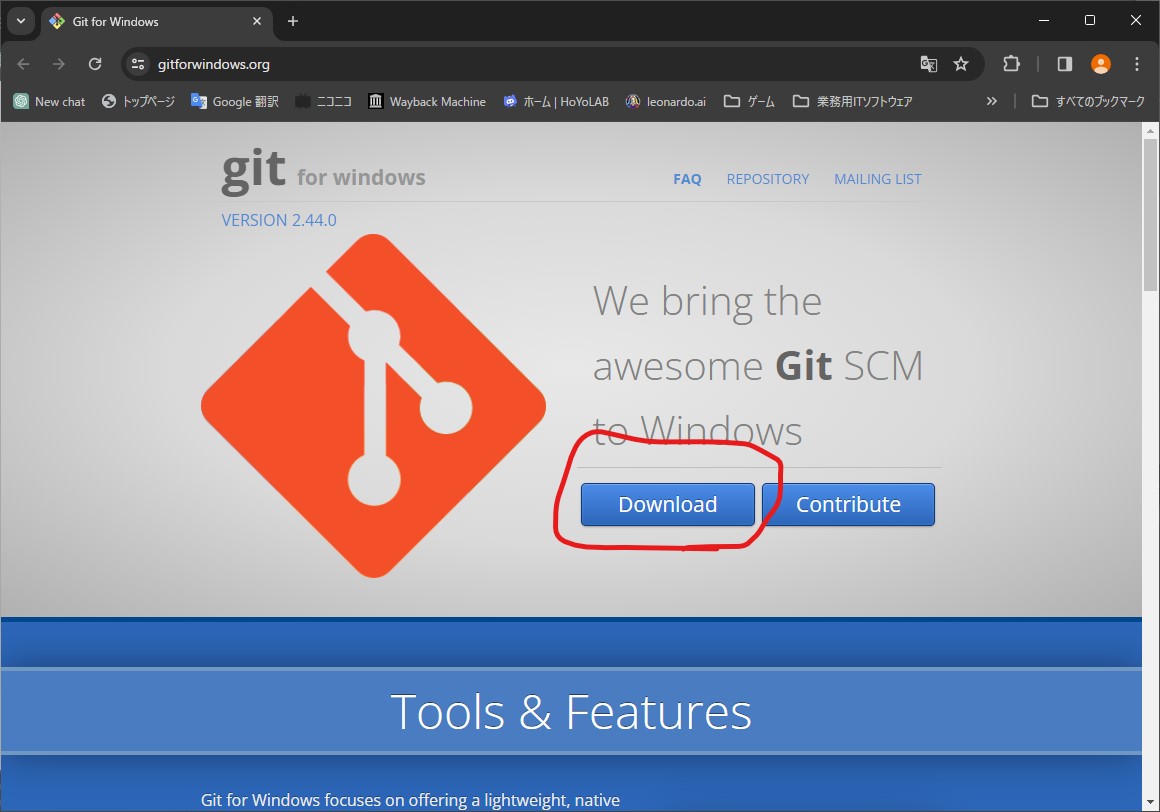 Git for Windows
gitforwindows.org
New chat
トップページ
Google 翻訳
ニコニコ
Wayback Machine
ホーム | HoYoLAB
leonardo.ai
ゲーム
業務用ITソフトウェア
»
すべてのブックマーク
git for windows
FAQ
REPOSITORY
MAILING LIST
VERSION 2.44.0
We bring the
awesome Git SCM
to Windows
Download
Contribute
Tools & Features
Git for Windows focuses on offering a lightweight, native